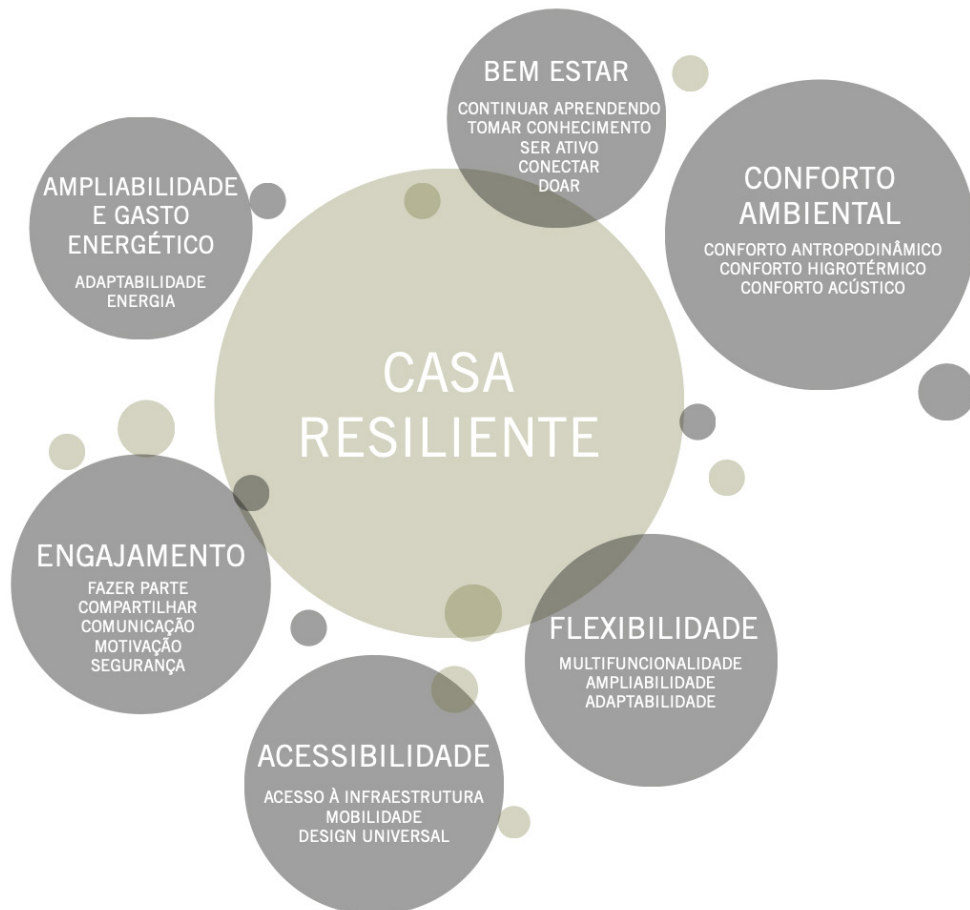 BEM ESTAR
CONTINUAR APRENDENDO
TOMAR CONHECIMENTO
SER ATIVO
CONECTAR
DOAR
CONFORTO
AMBIENTAL
CONFORTO ANTROPODINÂMICO
CONFORTO HIGROTÉRMICO
CONFORTO ACÚSTICO
AMPLIABILIDADE
E GASTO
ENERGÉTICO
ADAPTABILIDADE
ENERGIA
CASA
RESILIENTE
ENGAJAMENTO
FAZER PARTE
COMPARTILHAR
COMUNICAÇÃO
MOTIVAÇÃO
SEGURANÇA
FLEXIBILIDADE
MULTIFUNCIONALIDADE
AMPLIABILIDADE
ADAPTABILIDADE
ACESSIBILIDADE
ACESSO À INFRAESTRUTURA
MOBILIDADE
DESIGN UNIVERSAL